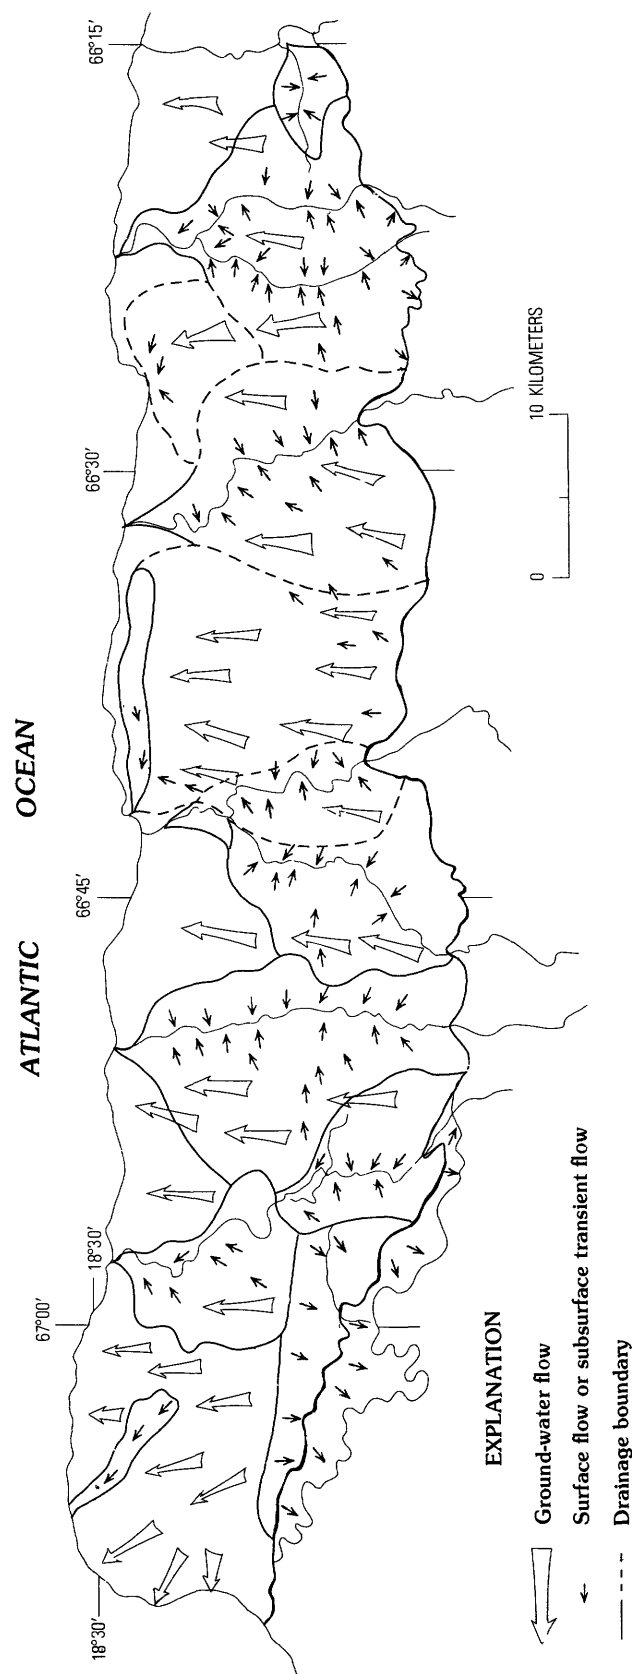 ATLANTIC OCEAN
18°30′
67°00′
18°30′
66°45′
66°30′
66°15′
0
10 KILOMETERS
EXPLANATION
Ground-water flow
Surface flow or subsurface transient flow
Drainage boundary